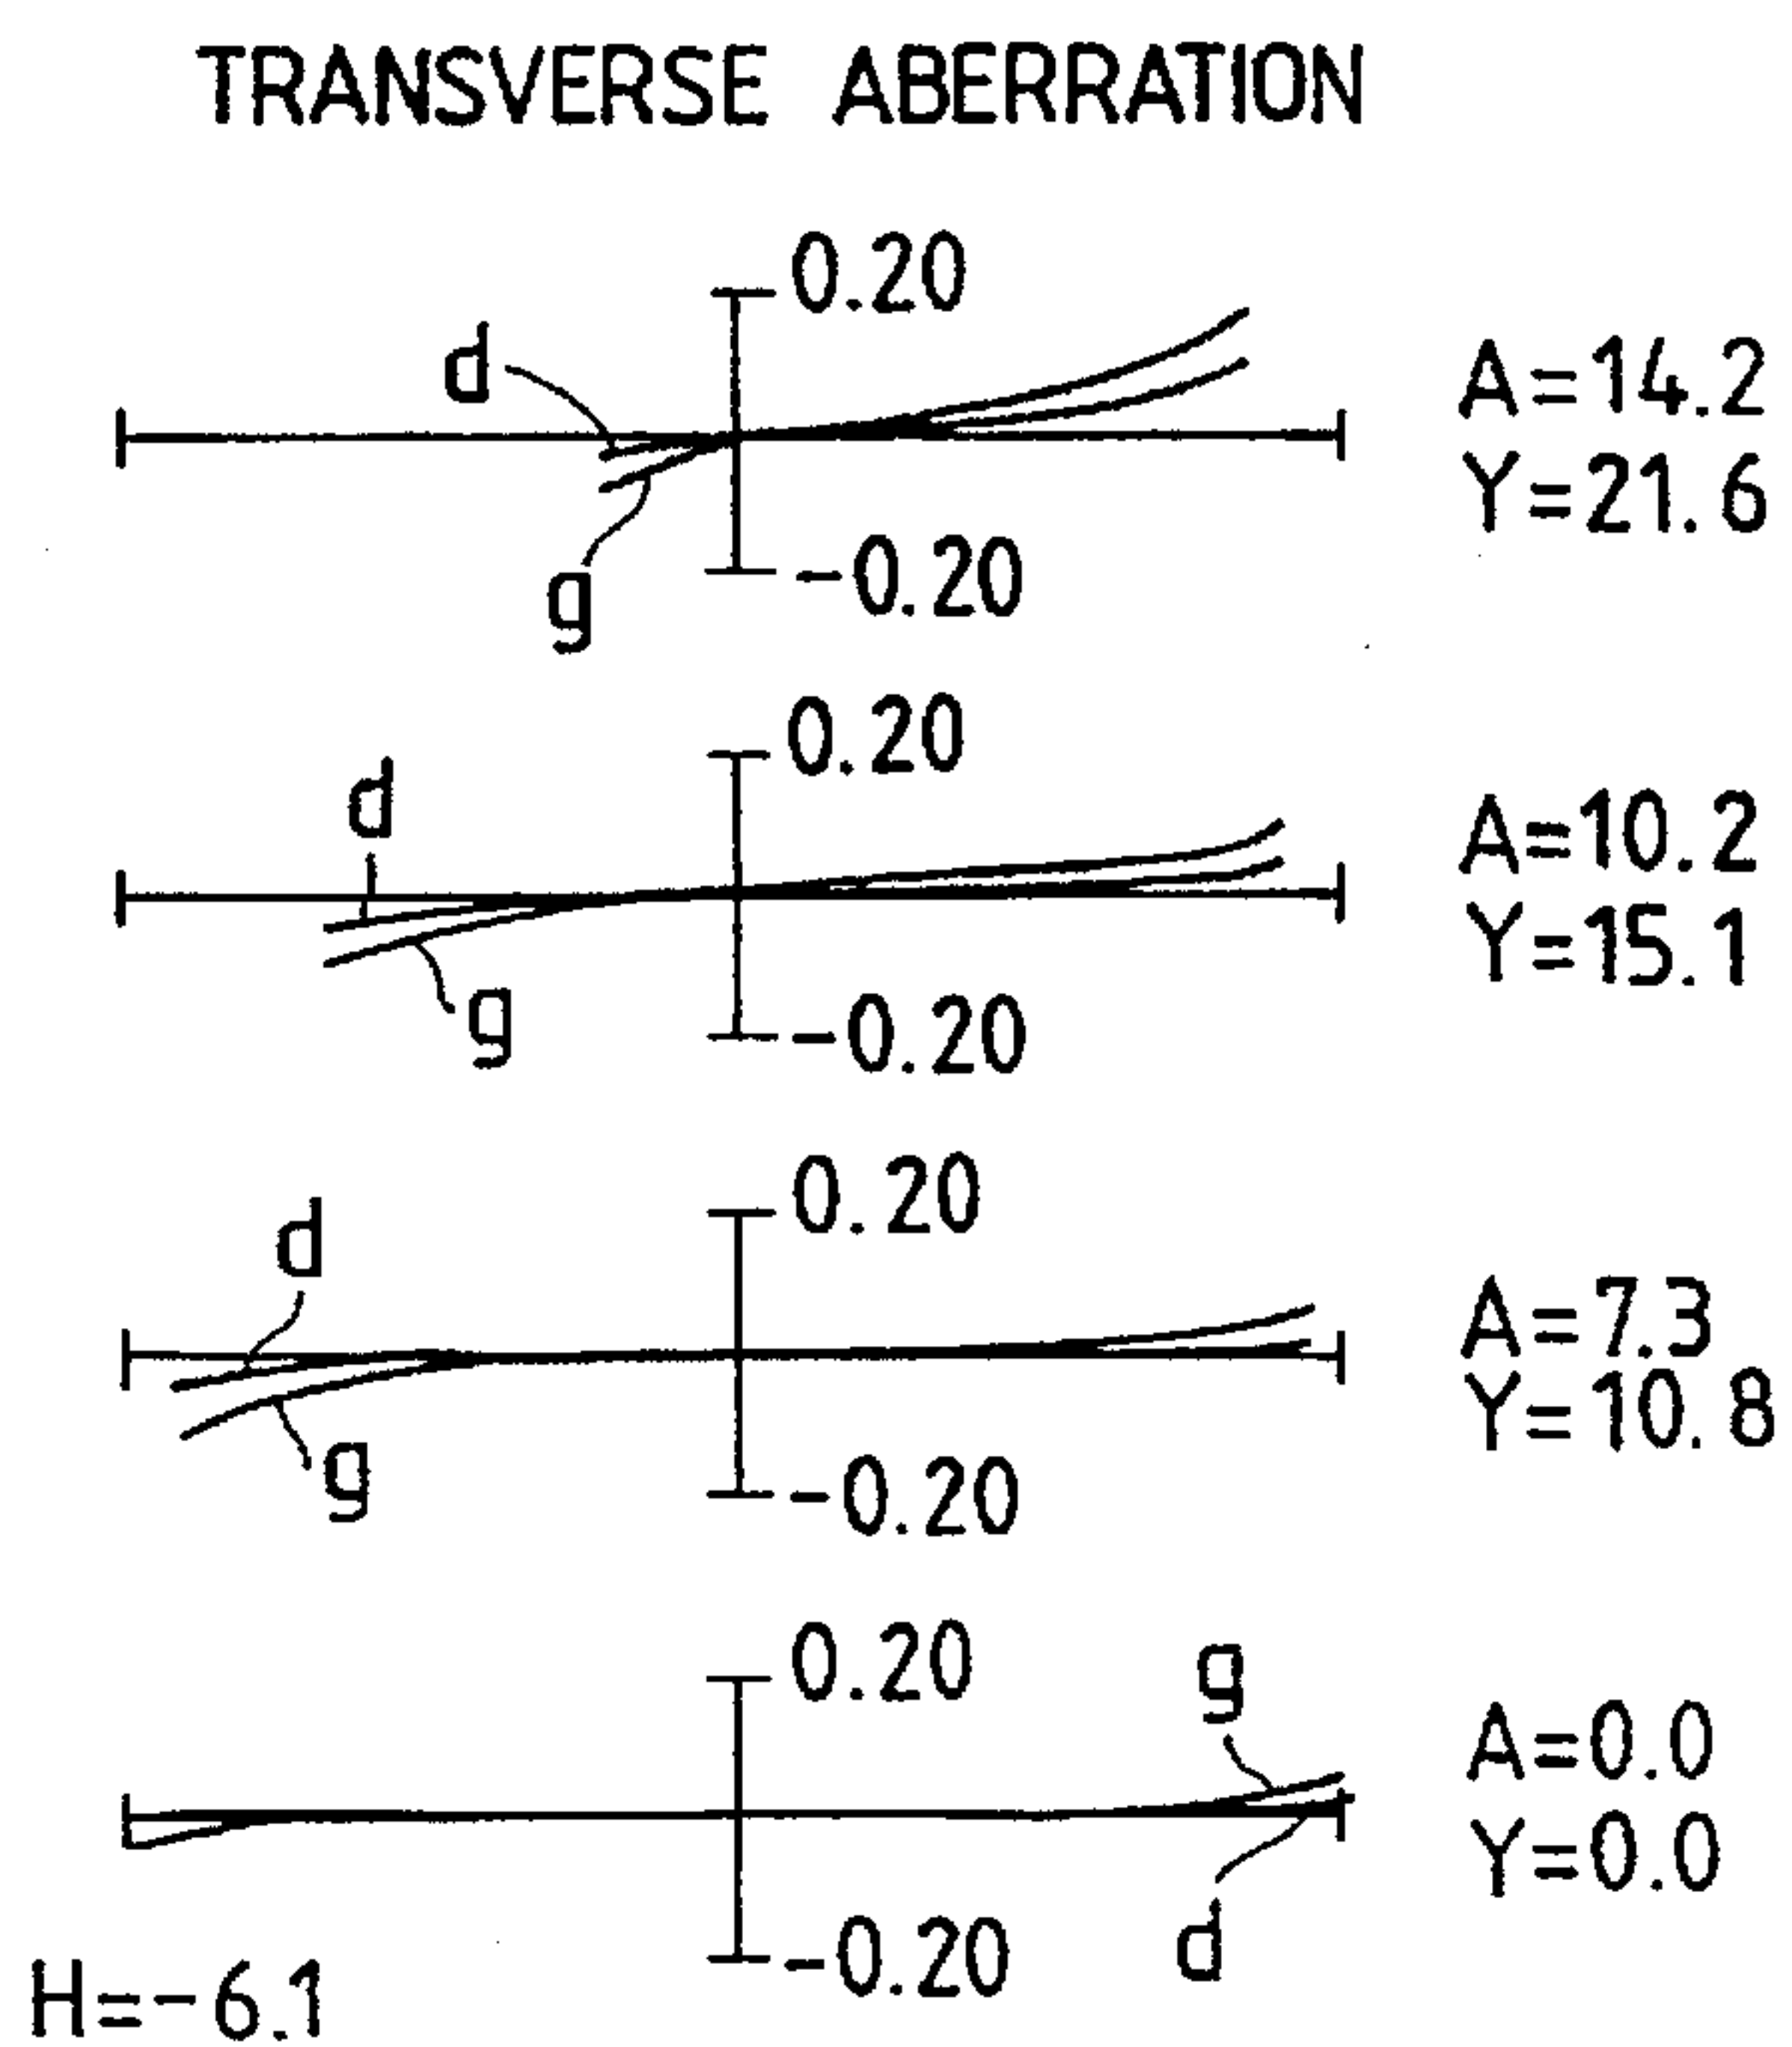 TRANSVERSE ABERRATION
0.20
d
A=14.2
Y=21.6
-0.20
g
0.20
d
A=10.2
Y=15.1
g
-0.20
0.20
d
A=7.3
Y=10.8
g
-0.20
0.20
g
A=0.0
Y=0.0
d
-0.20
H=-6.1